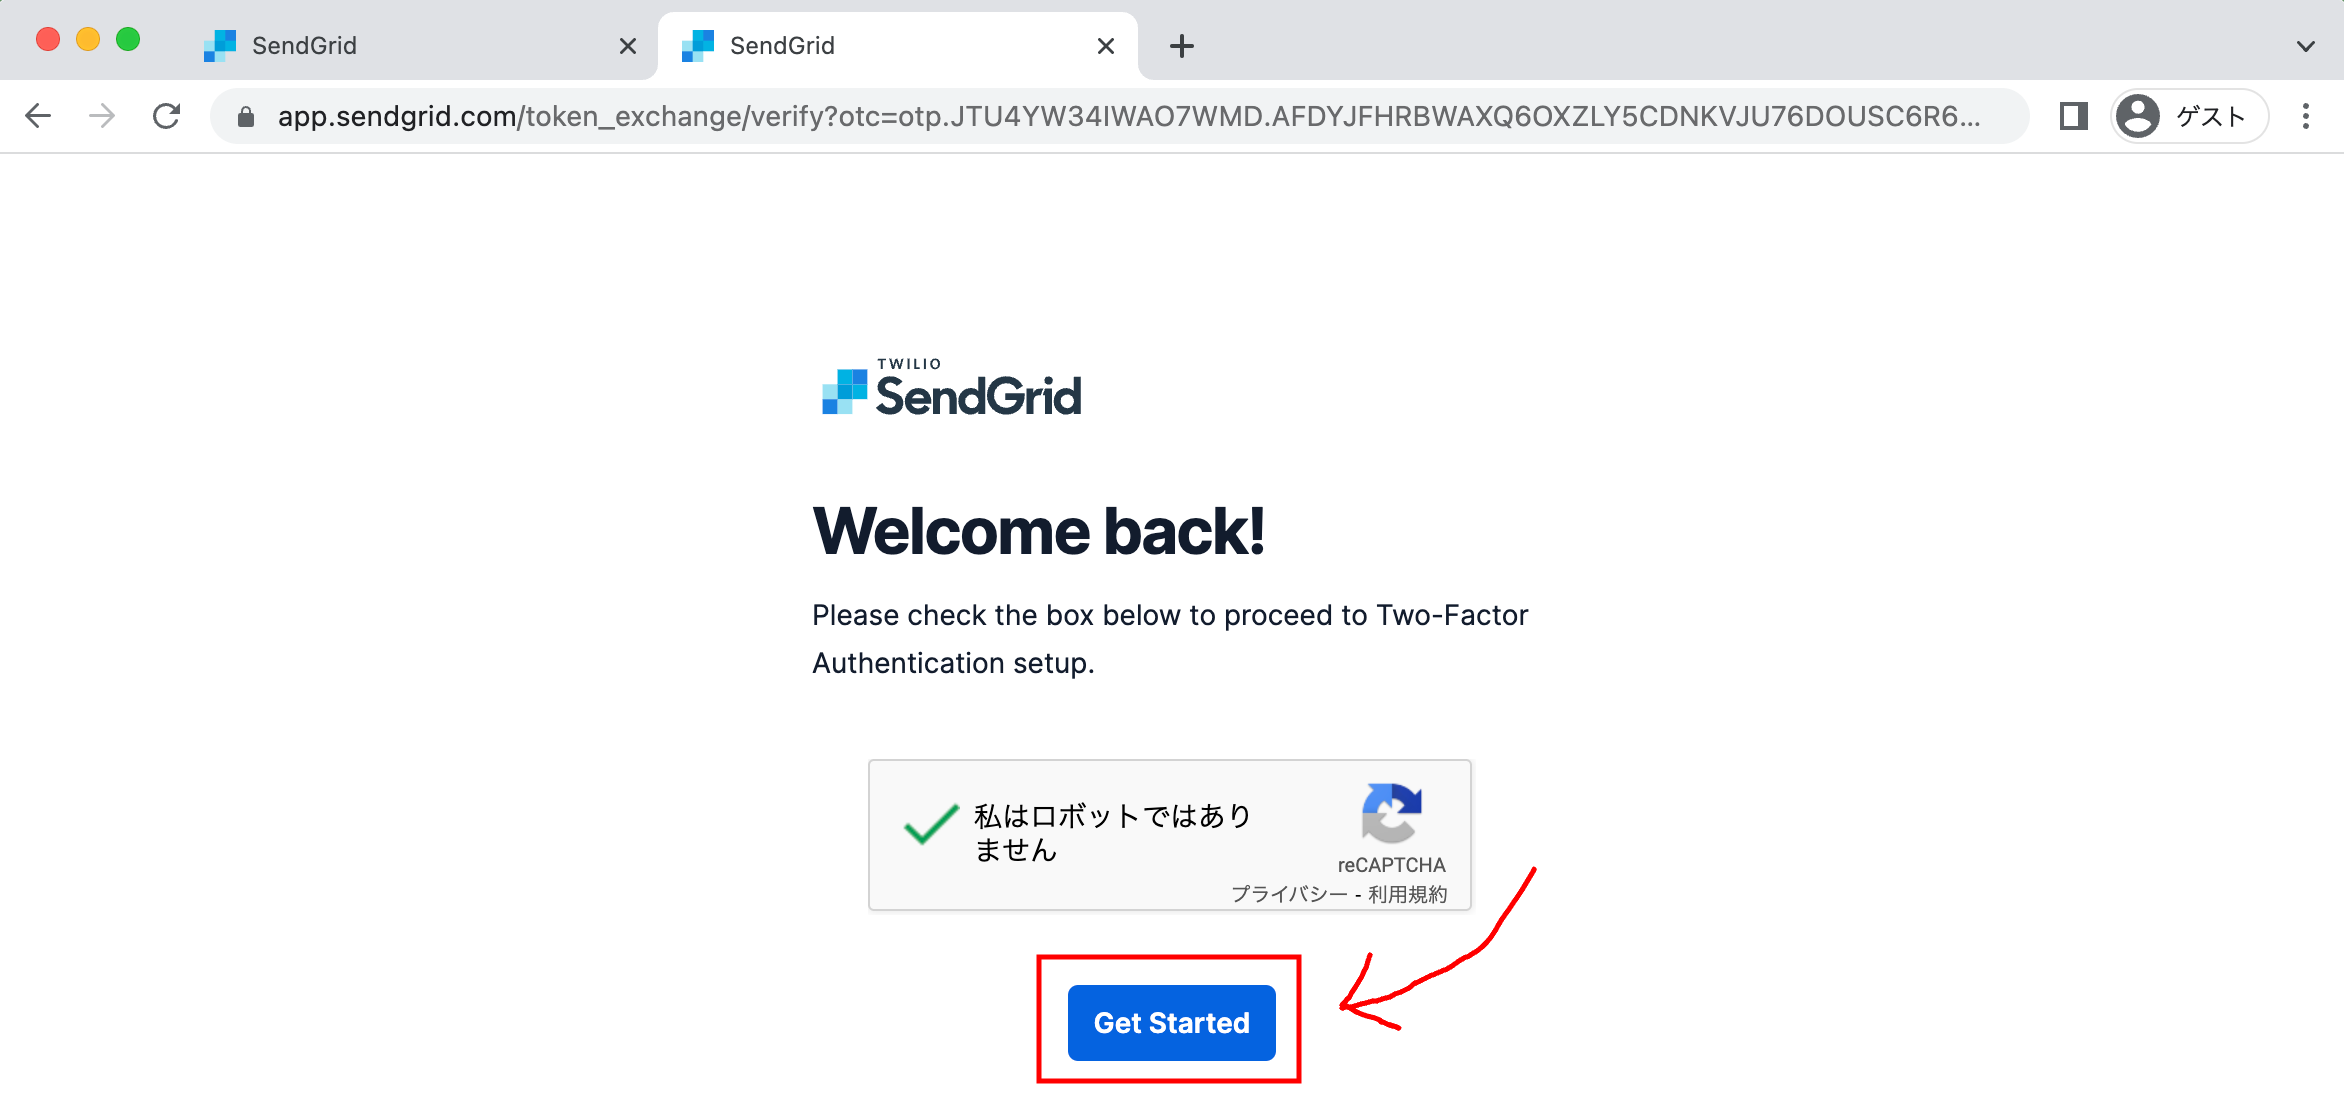 SendGrid
SendGrid
app.sendgrid.com/token_exchange/verify?otc=otp.JTU4YW34IWAO7WMD.AFDYJFHRBWAXQ6OXZLY5CDNKVJU76DOUSC6R6...
ゲスト
TWILIO
SendGrid
Welcome back!
Please check the box below to proceed to Two-Factor
Authentication setup.
私はロボットではあり
ません
reCAPTCHA
プライバシー - 利用規約
Get Started